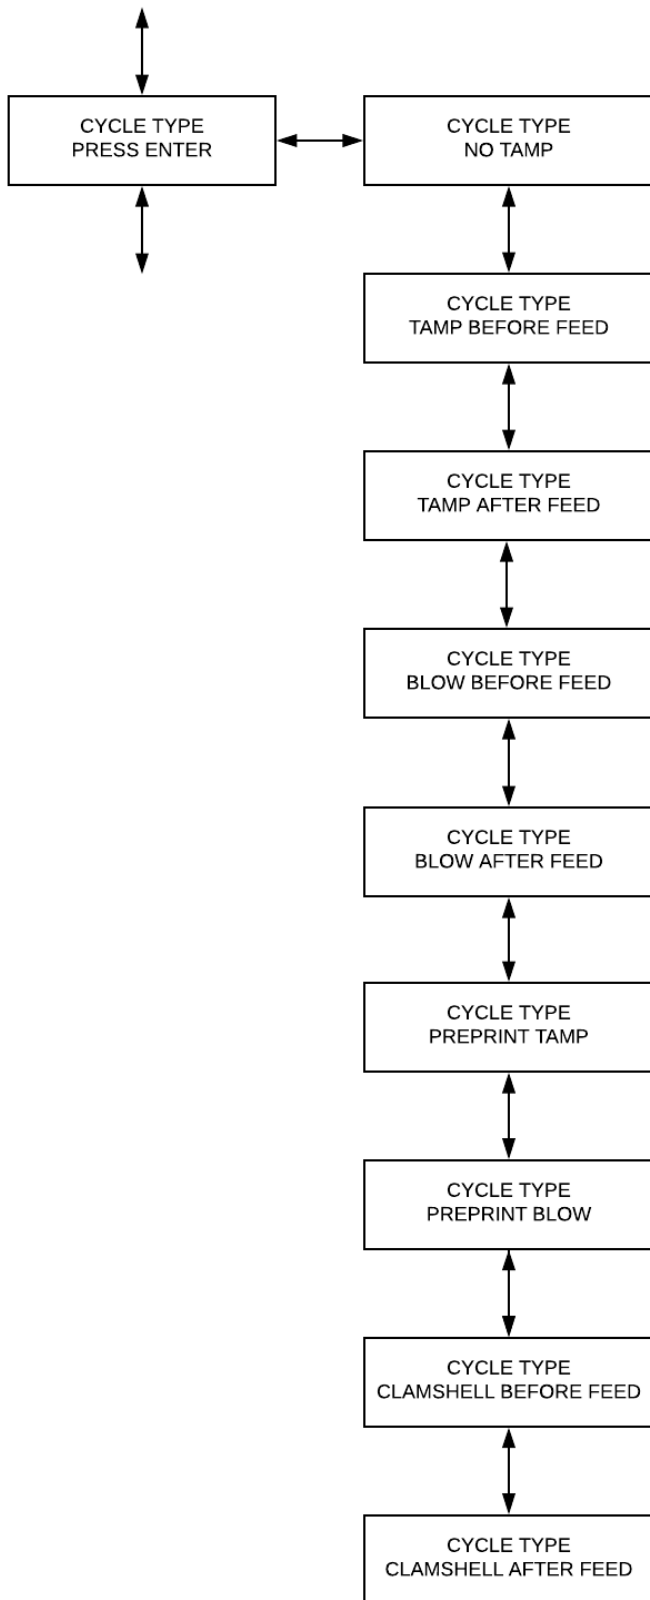 CYCLE TYPE
PRESS ENTER
CYCLE TYPE
NO TAMP
CYCLE TYPE
TAMP BEFORE FEED
CYCLE TYPE
TAMP AFTER FEED
CYCLE TYPE
BLOW BEFORE FEED
CYCLE TYPE
BLOW AFTER FEED
CYCLE TYPE
PREPRINT TAMP
CYCLE TYPE
PREPRINT BLOW
CYCLE TYPE
CLAMSHELL BEFORE FEED
CYCLE TYPE
CLAMSHELL AFTER FEED